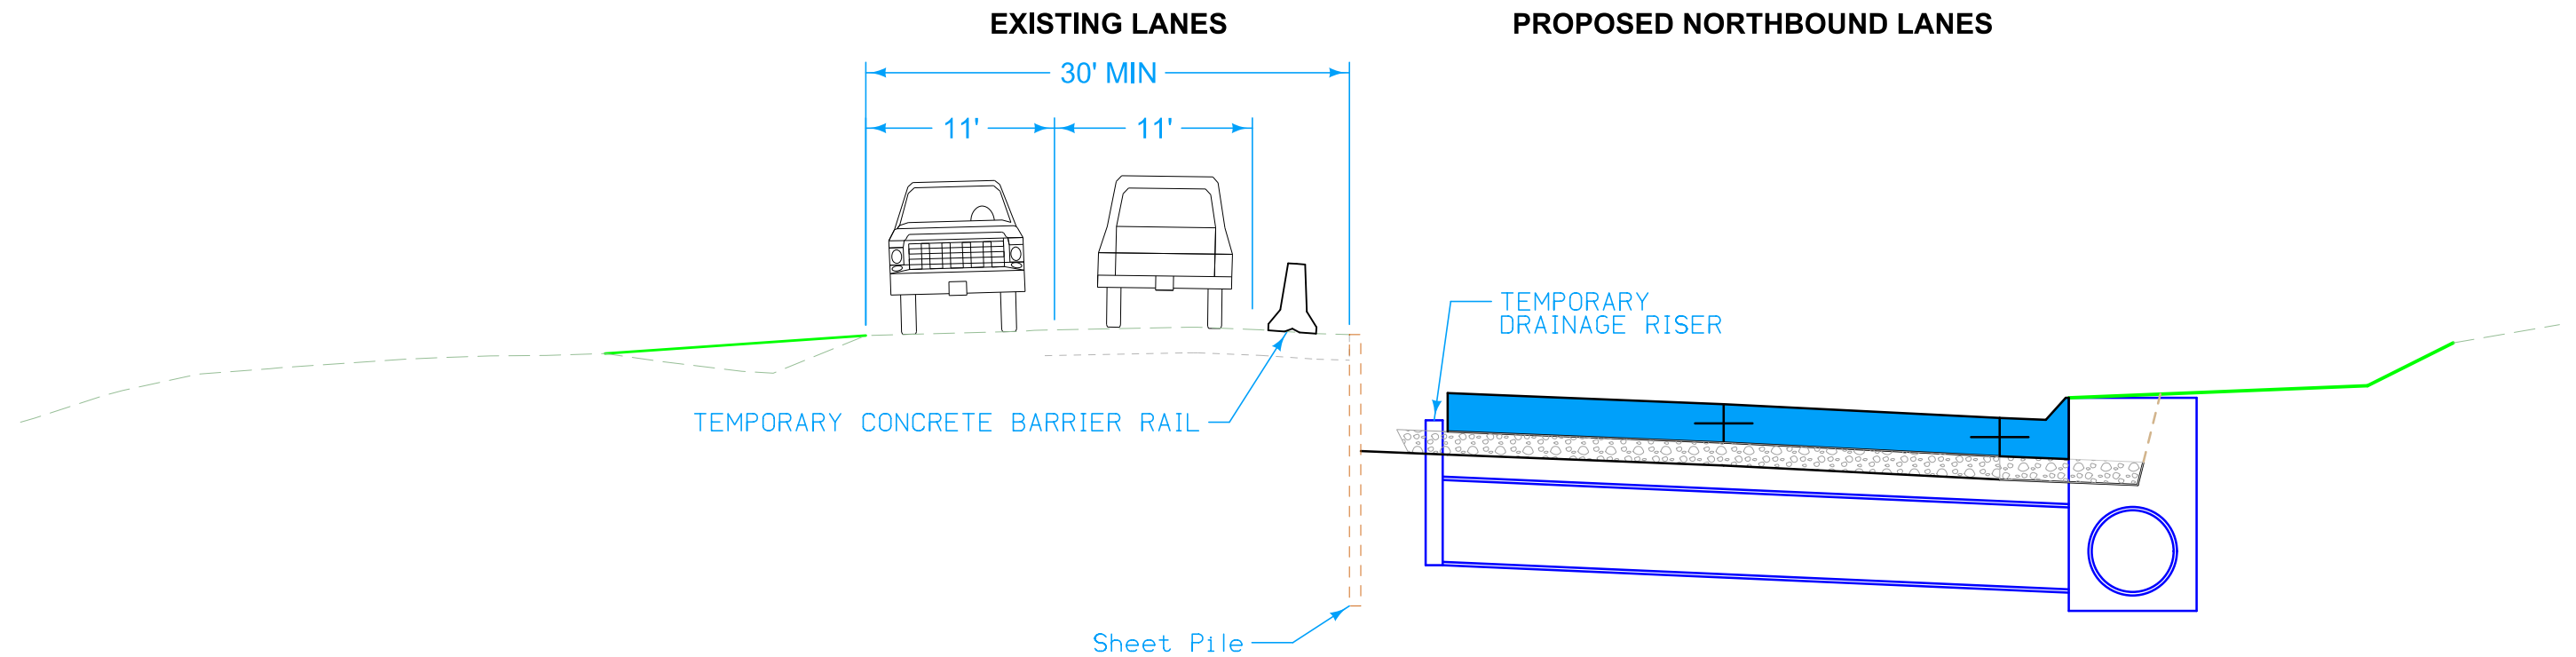 EXISTING LANES
PROPOSED NORTHBOUND LANES
30' MIN
11'
11'
TEMPORARY
DRAINAGE RISER
TEMPORARY CONCRETE BARRIER RAIL
Sheet Pile